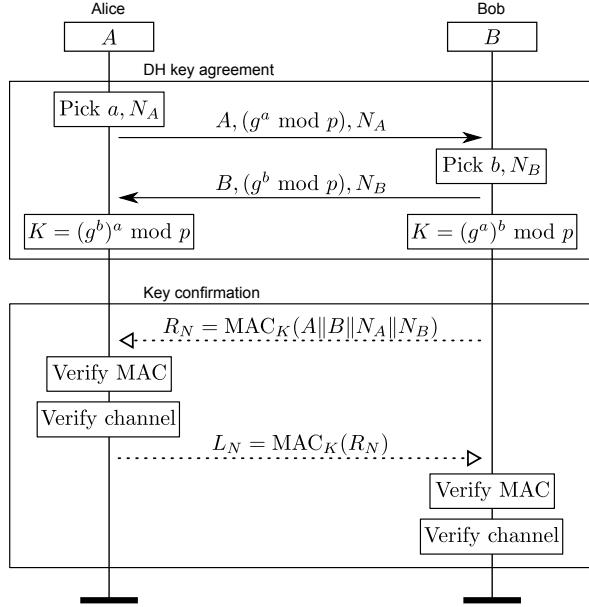 Alice Bob
A B
DH key agreement
Pick a, N_A
A, (g^a mod p), N_A
Pick b, N_B
B, (g^b mod p), N_B
K = (g^b)^a mod p K = (g^a)^b mod p
Key confirmation
R_N = MAC_K(A‖B‖N_A‖N_B)
Verify MAC
Verify channel
L_N = MAC_K(R_N)
Verify MAC
Verify channel